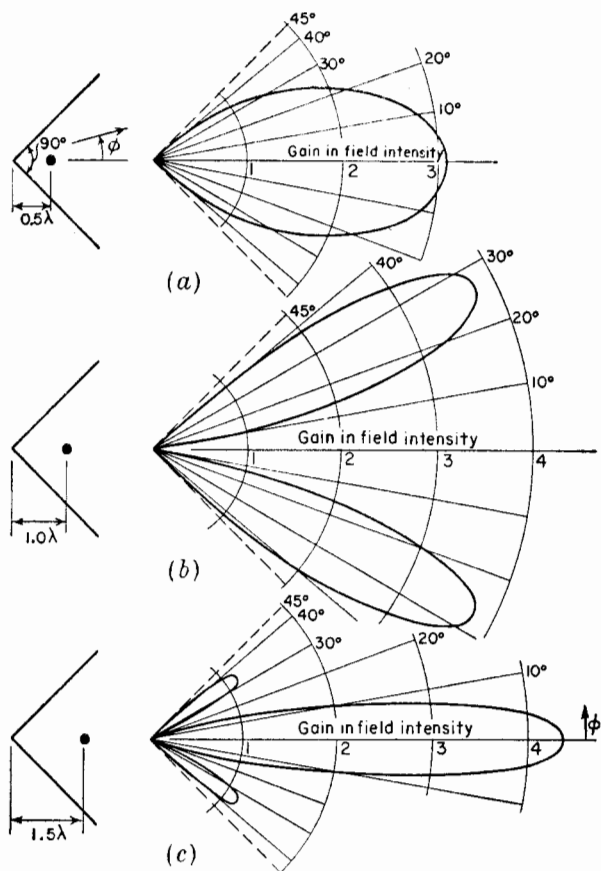 45°
40°
30°
20°
10°
90°
φ
Gain in field intensity
1 2 3
0.5λ
(a)
30°
40°
20°
45°
10°
Gain in field intensity
1 2 3 4
1.0λ
(b)
45°
40°
30°
20°
10°
Gain in field intensity
φ
1 2 3 4
1.5λ
(c)